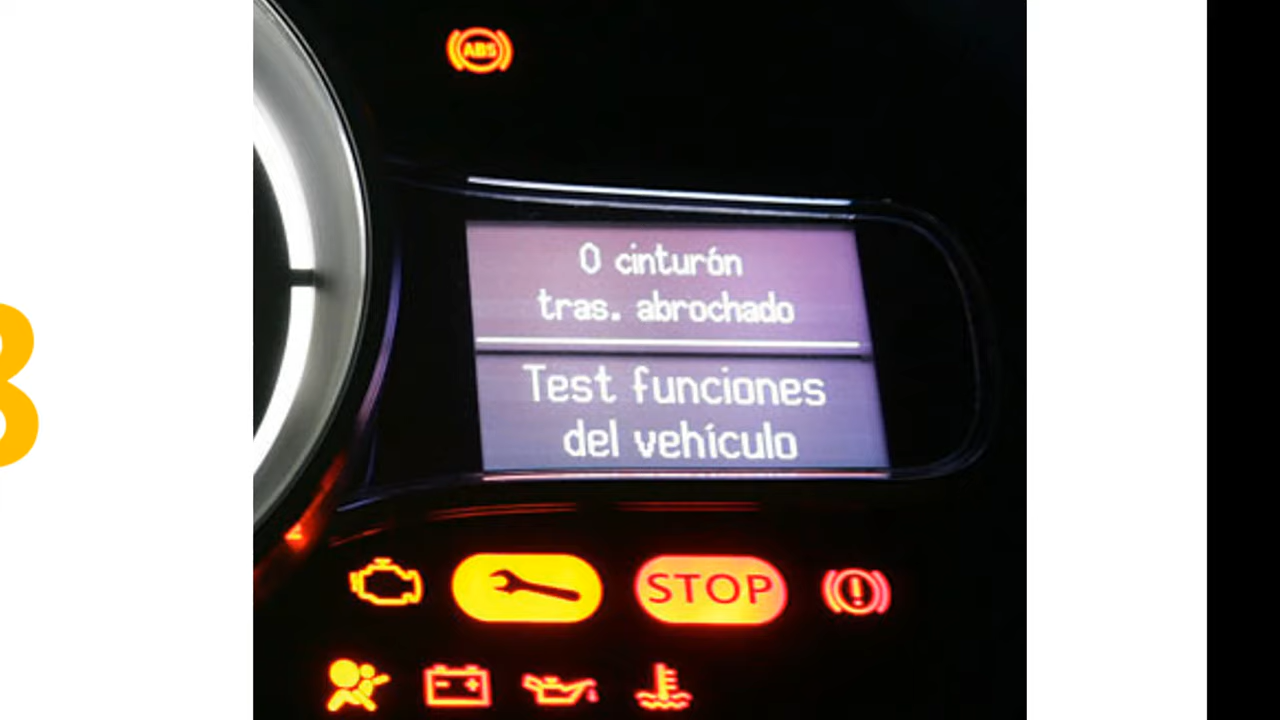 ABS
0 cinturón
tras. abrochado
Test funciones
del vehículo
STOP